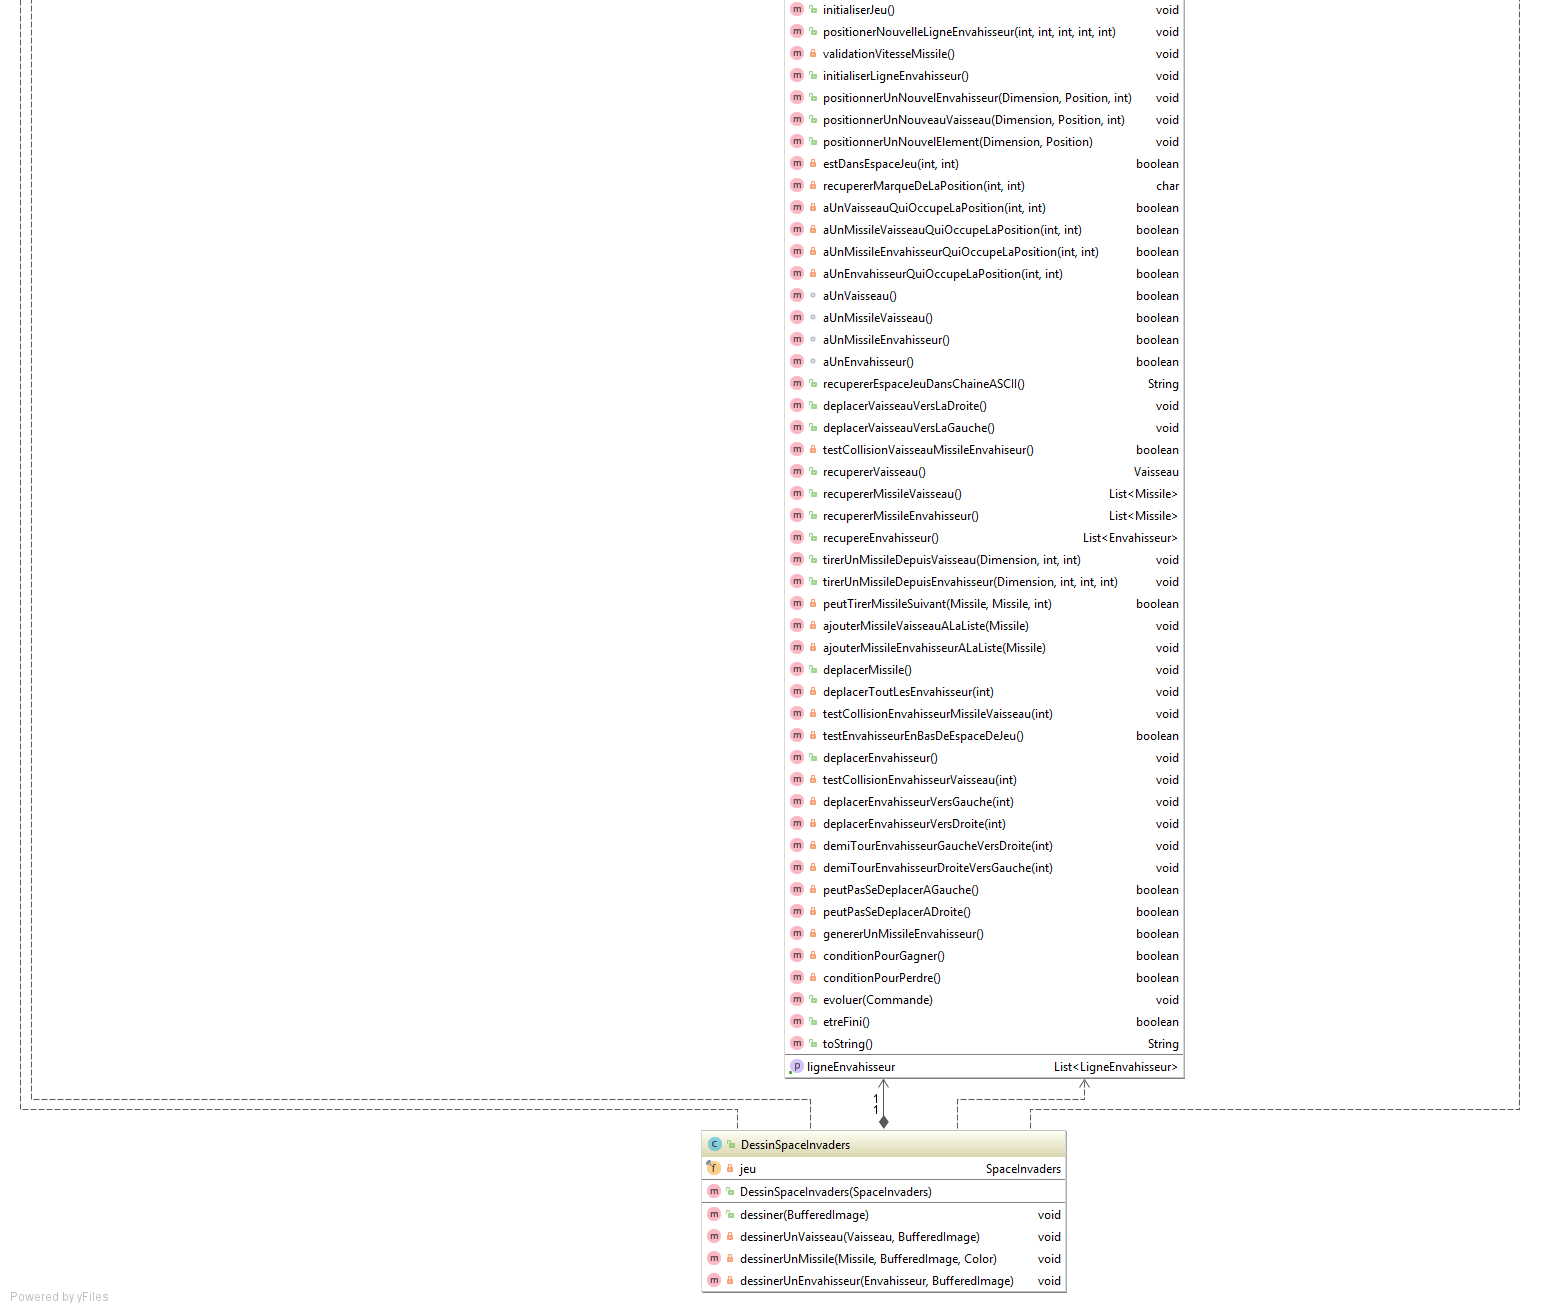 initialiserJeu() void
positionerNouvelleLigneEnvahisseur(int, int, int, int, int) void
validationVitesseMissile() void
initialiserLigneEnvahisseur() void
positionnerUnNouvelEnvahisseur(Dimension, Position, int) void
positionnerUnNouveauVaisseau(Dimension, Position, int) void
positionnerUnNouvelElement(Dimension, Position) void
estDansEspaceJeu(int, int) boolean
recupererMarqueDeLaPosition(int, int) char
aUnVaisseauQuiOccupeLaPosition(int, int) boolean
aUnMissileVaisseauQuiOccupeLaPosition(int, int) boolean
aUnMissileEnvahisseurQuiOccupeLaPosition(int, int) boolean
aUnEnvahisseurQuiOccupeLaPosition(int, int) boolean
aUnVaisseau() boolean
aUnMissileVaisseau() boolean
aUnMissileEnvahisseur() boolean
aUnEnvahisseur() boolean
recupererEspaceJeuDansChaineASCII() String
deplacerVaisseauVersLaDroite() void
deplacerVaisseauVersLaGauche() void
testCollisionVaisseauMissileEnvahiseur() boolean
recupererVaisseau() Vaisseau
recupererMissileVaisseau() List<Missile>
recupererMissileEnvahisseur() List<Missile>
recupereEnvahisseur() List<Envahisseur>
tirerUnMissileDepuisVaisseau(Dimension, int, int) void
tirerUnMissileDepuisEnvahisseur(Dimension, int, int, int) void
peutTirerMissileSuivant(Missile, Missile, int) boolean
ajouterMissileVaisseauALaListe(Missile) void
ajouterMissileEnvahisseurALaListe(Missile) void
deplacerMissile() void
deplacerToutLesEnvahisseur(int) void
testCollisionEnvahisseurMissileVaisseau(int) void
testEnvahisseurEnBasDeEspaceDeJeu() boolean
deplacerEnvahisseur() void
testCollisionEnvahisseurVaisseau(int) void
deplacerEnvahisseurVersGauche(int) void
deplacerEnvahisseurVersDroite(int) void
demiTourEnvahisseurGaucheVersDroite(int) void
demiTourEnvahisseurDroiteVersGauche(int) void
peutPasSeDeplacerAGauche() boolean
peutPasSeDeplacerADroite() boolean
genererUnMissileEnvahisseur() boolean
conditionPourGagner() boolean
conditionPourPerdre() boolean
evoluer(Commande) void
etreFini() boolean
toString() String
ligneEnvahisseur List<LigneEnvahisseur>
1
1
DessinSpaceInvaders
jeu SpaceInvaders
DessinSpaceInvaders(SpaceInvaders)
dessiner(BufferedImage) void
dessinerUnVaisseau(Vaisseau, BufferedImage) void
dessinerUnMissile(Missile, BufferedImage, Color) void
dessinerUnEnvahisseur(Envahisseur, BufferedImage) void
Powered by yFiles